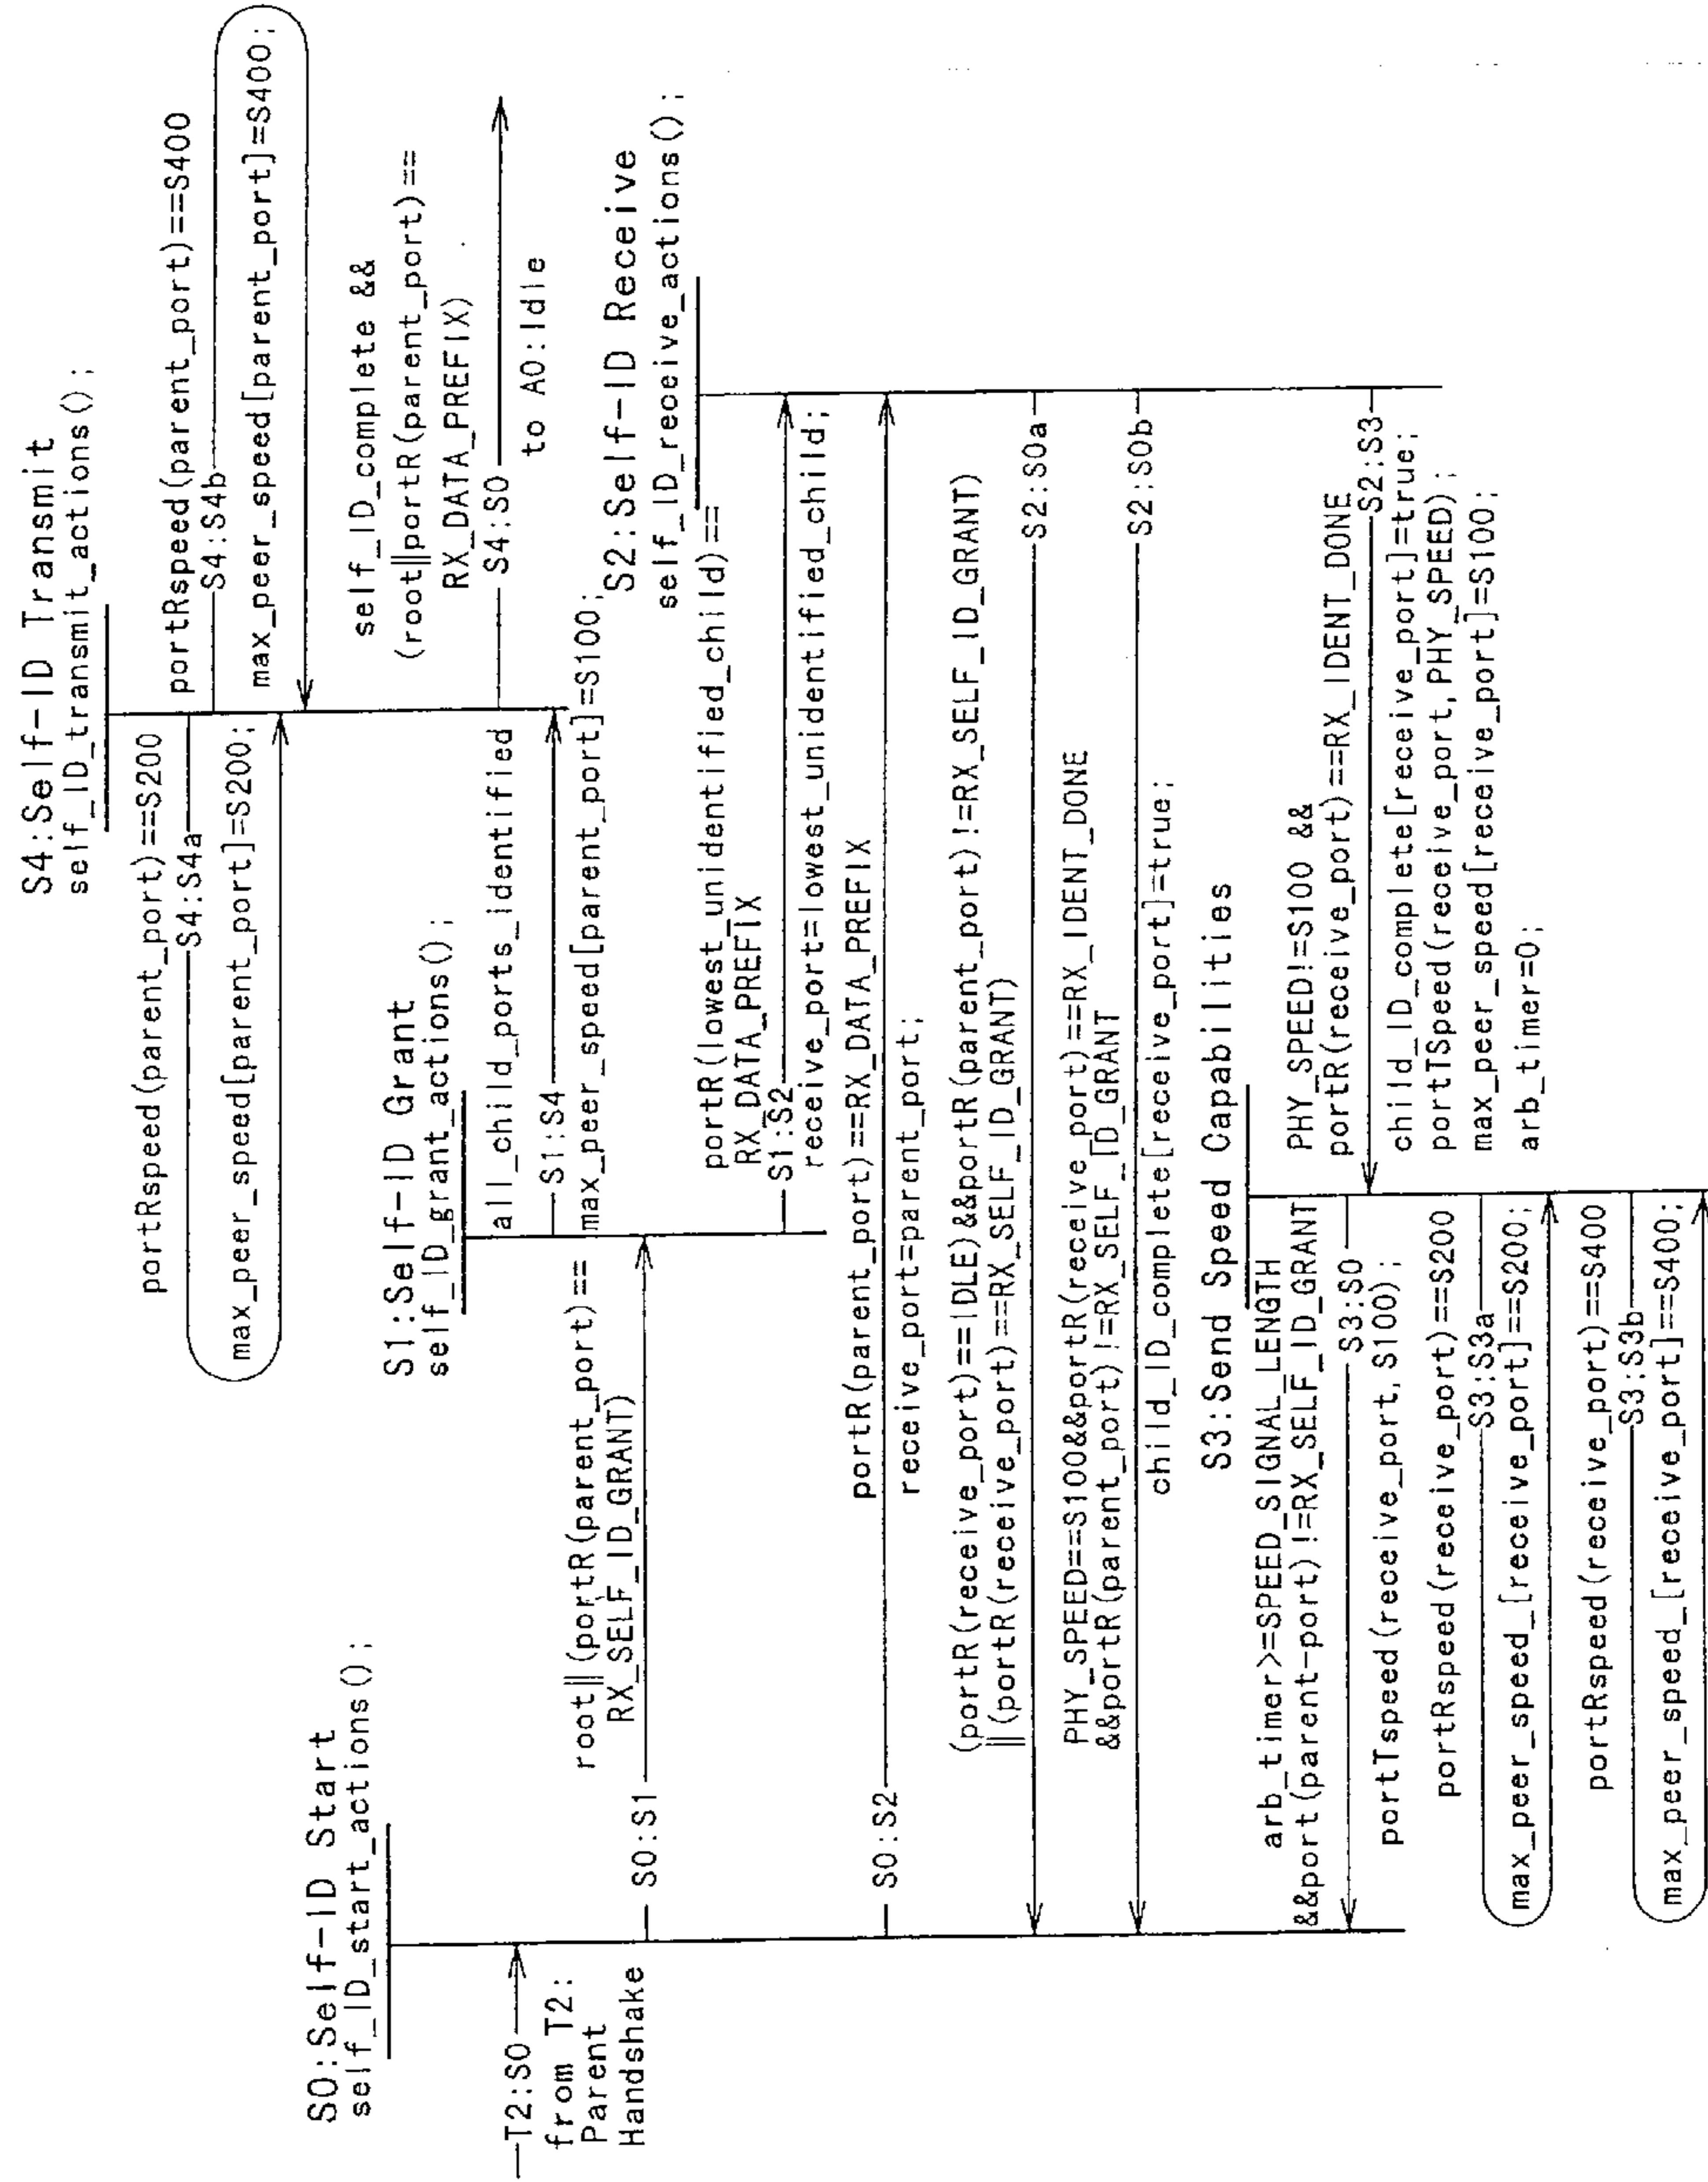 S4:Self-ID Transmit
self_ID_transmit_actions();
portRspeed(parent_port)==S200
S4:S4a
max_peer_speed[parent_port]=S200;
portRspeed(parent_port)==S400
S4:S4b
max_peer_speed[parent_port]=S400;
self_ID_complete &&
(root||portR(parent_port)==
RX_DATA_PREFIX)
S4:S0
to A0:Idle
S1:Self-ID Grant
self_ID_grant_actions();
all_child_ports_identified
S1:S4
max_peer_speed[parent_port]=S100;
S2:Self-ID Receive
self_ID_receive_actions();
portR(lowest_unidentified_child)==
RX_DATA_PREFIX
S1:S2
receive_port=lowest_unidentified_child;
S0:Self-ID Start
self_ID_start_actions();
T2:S0
from T2:
Parent
Handshake
root||(portR(parent_port)==
RX_SELF_ID_GRANT)
S0:S1
portR(parent_port)==RX_DATA_PREFIX
S0:S2
receive_port=parent_port;
(portR(receive_port)==IDLE)&&portR(parent_port)!=RX_SELF_ID_GRANT)
||(portR(receive_port)==RX_SELF_ID_GRANT)
S2:S0a
PHY_SPEED==S100&&portR(receive_port)==RX_IDENT_DONE
&&portR(parent_port)!=RX_SELF_ID_GRANT
S2:S0b
child_ID_complete[receive_port]=true;
S3:Send Speed Capabilities
PHY_SPEED!=S100 &&
portR(receive_port)==RX_IDENT_DONE
S2:S3
child_ID_complete[receive_port]=true;
portTSpeed(receive_port,PHY_SPEED);
max_peer_speed[receive_port]=S100;
arb_timer=0;
arb_timer>=SPEED_SIGNAL_LENGTH
&&port(parent-port)!=RX_SELF_ID_GRANT
S3:S0
portTspeed(receive_port,S100);
portRspeed(receive_port)==S200
S3:S3a
max_peer_speed_[receive_port]==S200;
portRspeed(receive_port)==S400
S3:S3b
max_peer_speed_[receive_port]==S400;